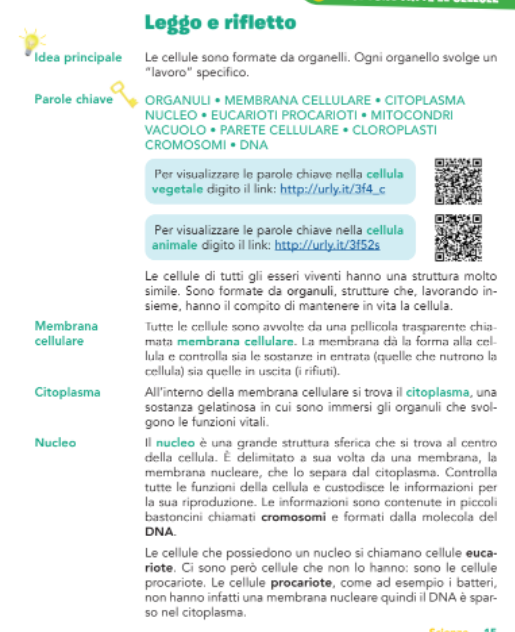 Leggo e rifletto
Idea principale
Le cellule sono formate da organelli. Ogni organello svolge un
"lavoro" specifico.
Parole chiave
ORGANULI • MEMBRANA CELLULARE • CITOPLASMA
NUCLEO • EUCARIOTI PROCARIOTI • MITOCONDRI
VACUOLO • PARETE CELLULARE • CLOROPLASTI
CROMOSOMI • DNA
Per visualizzare le parole chiave nella cellula
vegetale digito il link: http://urly.it/3f4_c
Per visualizzare le parole chiave nella cellula
animale digito il link: http://urly.it/3f52s
Le cellule di tutti gli esseri viventi hanno una struttura molto
simile. Sono formate da organuli, strutture che, lavorando in-
sieme, hanno il compito di mantenere in vita la cellula.
Membrana
cellulare
Tutte le cellule sono avvolte da una pellicola trasparente chia-
mata membrana cellulare. La membrana dà la forma alla cel-
lula e controlla sia le sostanze in entrata (quelle che nutrono la
cellula) sia quelle in uscita (i rifiuti).
Citoplasma
All'interno della membrana cellulare si trova il citoplasma, una
sostanza gelatinosa in cui sono immersi gli organuli che svol-
gono le funzioni vitali.
Nucleo
Il nucleo è una grande struttura sferica che si trova al centro
della cellula. È delimitato a sua volta da una membrana, la
membrana nucleare, che lo separa dal citoplasma. Controlla
tutte le funzioni della cellula e custodisce le informazioni per
la sua riproduzione. Le informazioni sono contenute in piccoli
bastoncini chiamati cromosomi e formati dalla molecola del
DNA.
Le cellule che possiedono un nucleo si chiamano cellule euca-
riote. Ci sono però cellule che non lo hanno: sono le cellule
procariote. Le cellule procariote, come ad esempio i batteri,
non hanno infatti una membrana nucleare quindi il DNA è spar-
so nel citoplasma.